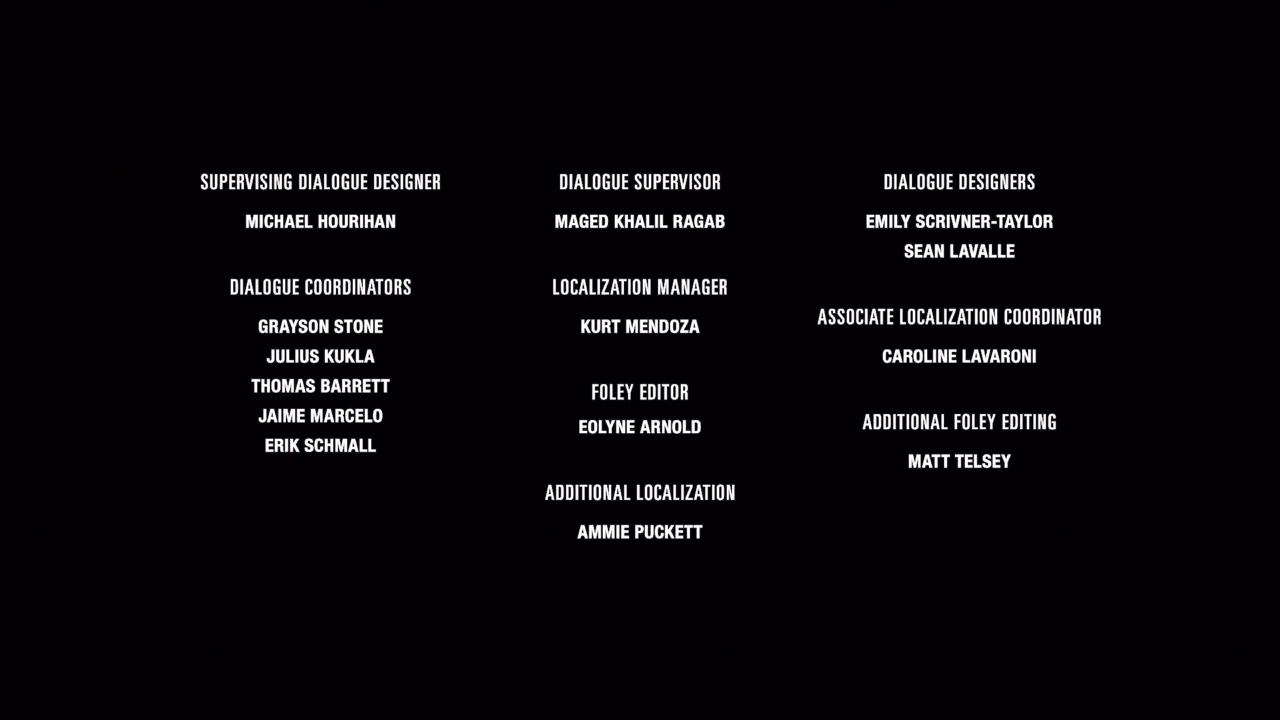 SUPERVISING DIALOGUE DESIGNER
MICHAEL HOURIHAN
DIALOGUE COORDINATORS
GRAYSON STONE
JULIUS KUKLA
THOMAS BARRETT
JAIME MARCELO
ERIK SCHMALL
DIALOGUE SUPERVISOR
MAGED KHALIL RAGAB
LOCALIZATION MANAGER
KURT MENDOZA
FOLEY EDITOR
EOLYNE ARNOLD
ADDITIONAL LOCALIZATION
AMMIE PUCKETT
DIALOGUE DESIGNERS
EMILY SCRIVNER-TAYLOR
SEAN LAVALLE
ASSOCIATE LOCALIZATION COORDINATOR
CAROLINE LAVARONI
ADDITIONAL FOLEY EDITING
MATT TELSEY